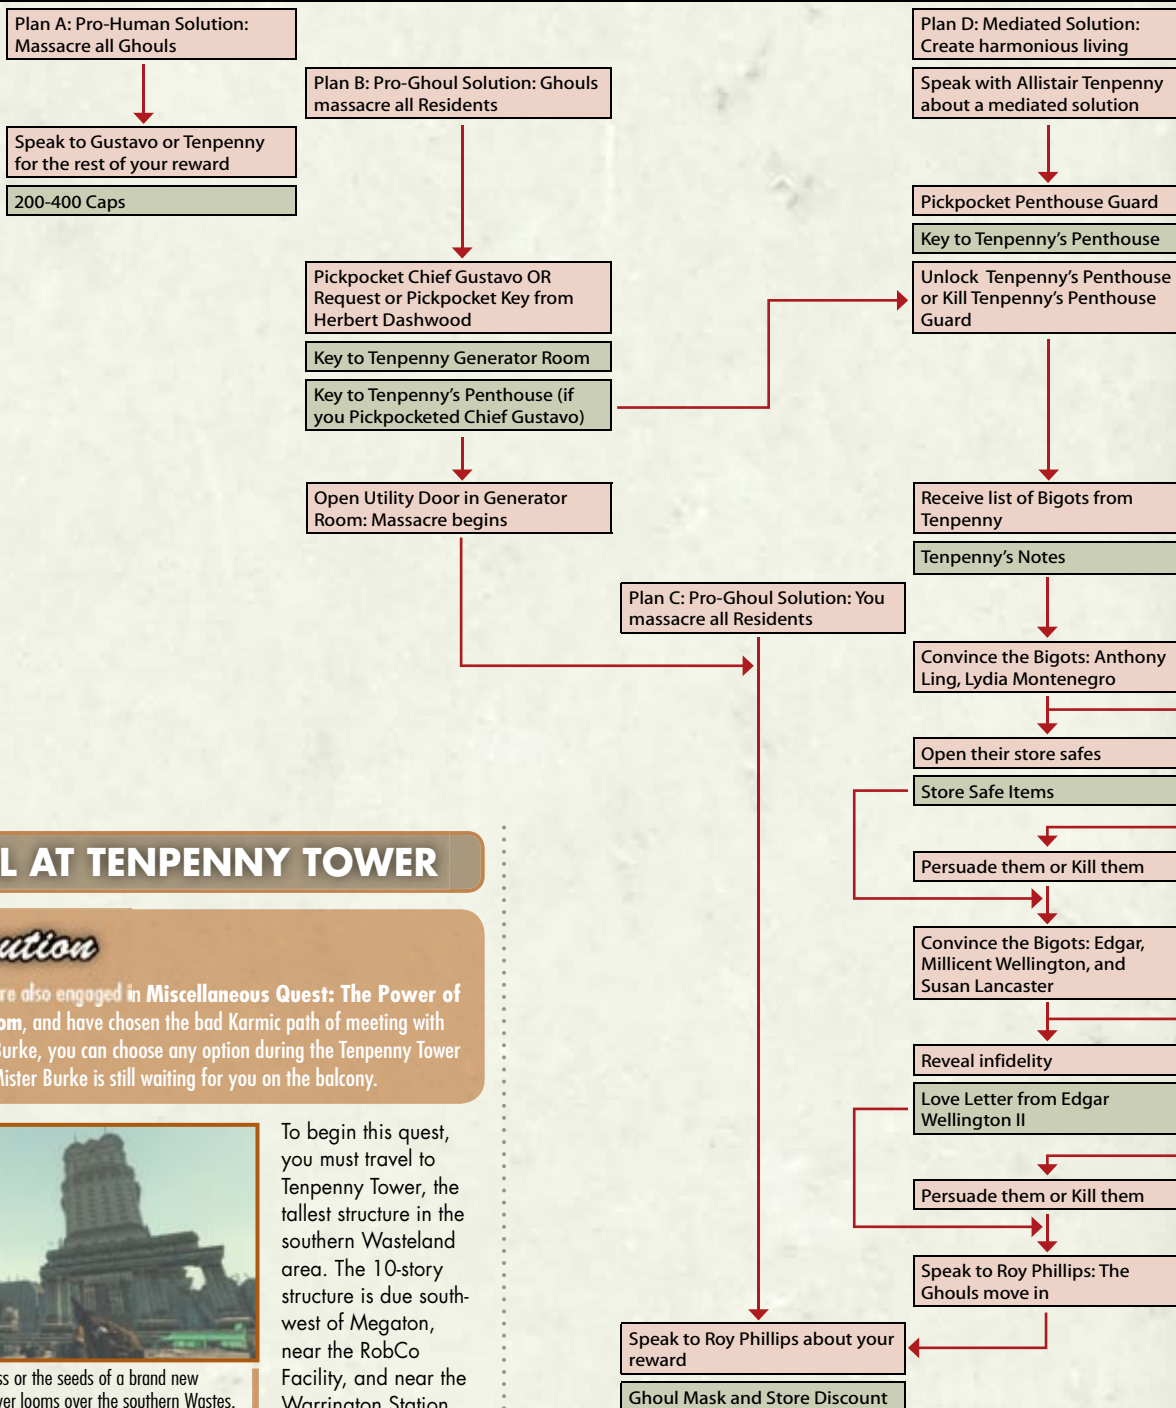 Plan A: Pro-Human Solution:
Massacre all Ghouls
Speak to Gustavo or Tenpenny
for the rest of your reward
200-400 Caps
Plan B: Pro-Ghoul Solution: Ghouls
massacre all Residents
Pickpocket Chief Gustavo OR
Request or Pickpocket Key from
Herbert Dashwood
Key to Tenpenny Generator Room
Key to Tenpenny’s Penthouse (if
you Pickpocketed Chief Gustavo)
Open Utility Door in Generator
Room: Massacre begins
Plan C: Pro-Ghoul Solution: You
massacre all Residents
Plan D: Mediated Solution:
Create harmonious living
Speak with Allistair Tenpenny
about a mediated solution
Pickpocket Penthouse Guard
Key to Tenpenny’s Penthouse
Unlock Tenpenny’s Penthouse
or Kill Tenpenny’s Penthouse
Guard
Receive list of Bigots from
Tenpenny
Tenpenny’s Notes
Convince the Bigots: Anthony
Ling, Lydia Montenegro
Open their store safes
Store Safe Items
Persuade them or Kill them
Convince the Bigots: Edgar,
Millicent Wellington, and
Susan Lancaster
Reveal infidelity
Love Letter from Edgar
Wellington II
Persuade them or Kill them
Speak to Roy Phillips: The
Ghouls move in
Speak to Roy Phillips about your
reward
Ghoul Mask and Store Discount
L AT TENPENNY TOWER
ution
re also engaged in Miscellaneous Quest: The Power of
om, and have chosen the bad Karmic path of meeting with
Burke, you can choose any option during the Tenpenny Tower
Mister Burke is still waiting for you on the balcony.
ss or the seeds of a brand new
wer looms over the southern Wastes.
To begin this quest,
you must travel to
Tenpenny Tower, the
tallest structure in the
southern Wasteland
area. The 10-story
structure is due south-
west of Megaton,
near the RobCo
Facility, and near the
Warrington Station